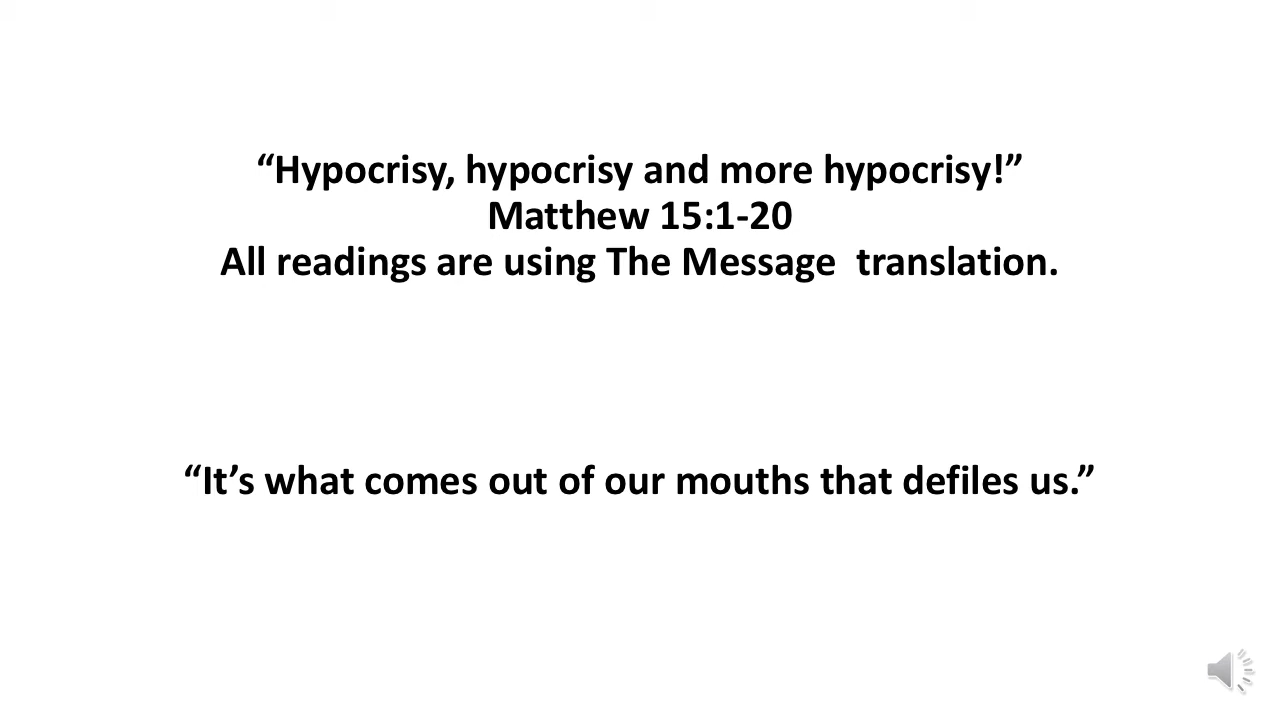 “Hypocrisy, hypocrisy and more hypocrisy!”
Matthew 15:1-20
All readings are using The Message  translation.
“It’s what comes out of our mouths that defiles us.”